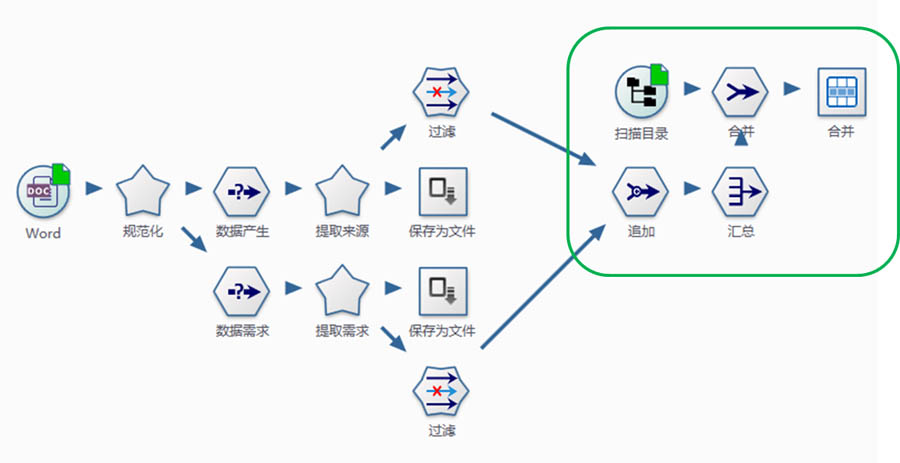 过滤
扫描目录
合并
合并
DOC
Word
规范化
数据产生
提取来源
保存为文件
追加
汇总
数据需求
提取需求
保存为文件
过滤